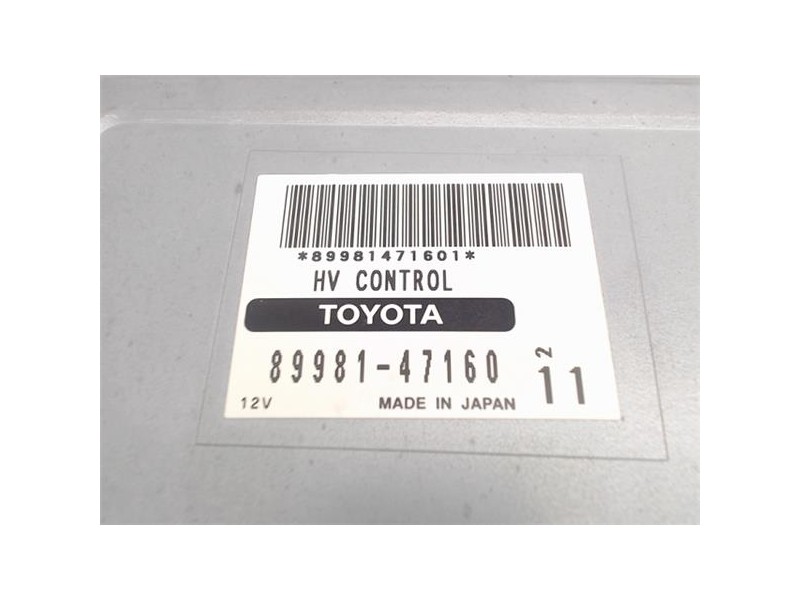 *89981471601*
HV CONTROL
TOYOTA
89981-47160
2
11
12V MADE IN JAPAN